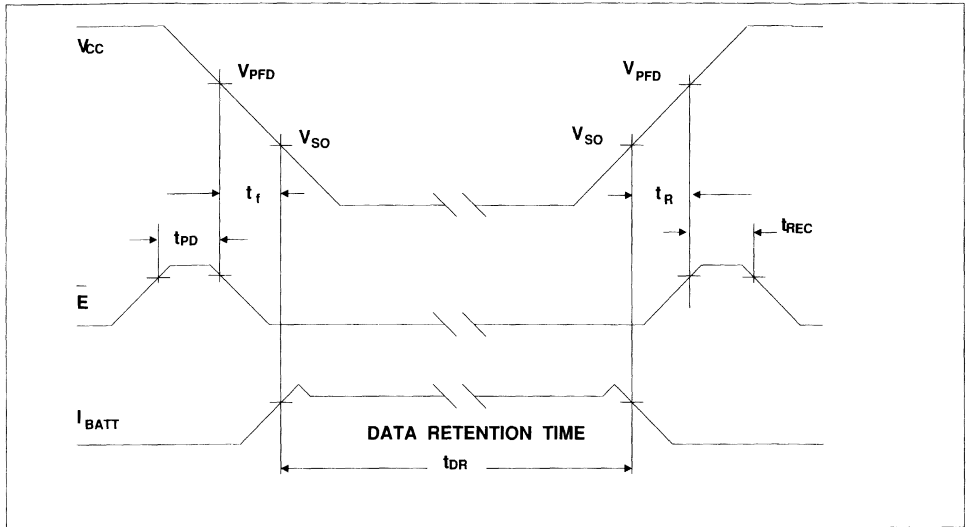 VCC
VPFD
VPFD
VSO
VSO
tf
tR
tPD
tREC
E
IBATT
DATA RETENTION TIME
tDR